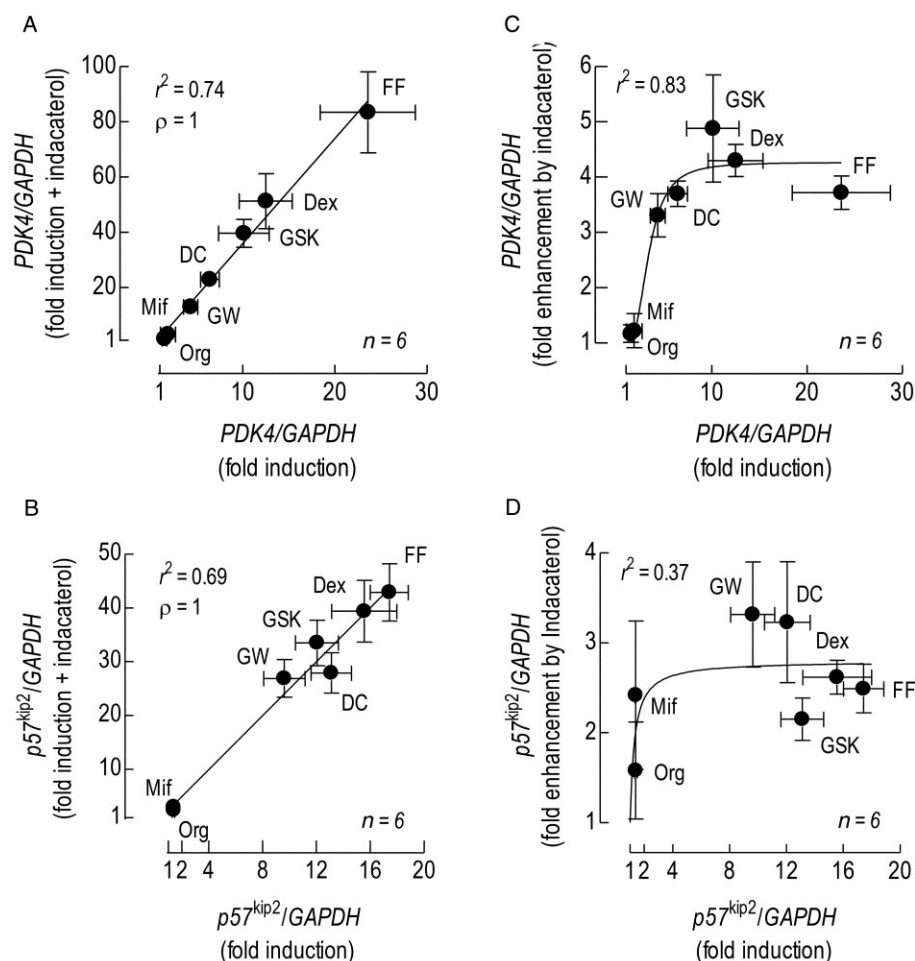 A
PDK4/GAPDH
(fold induction + indacaterol)
100
80
60
40
20
1
r² = 0.74
ρ = 1
FF
Dex
GSK
DC
GW
Mif
Org
n = 6
1 10 20 30
PDK4/GAPDH
(fold induction)
C
PDK4/GAPDH
(fold enhancement by indacaterol)
6
5
4
3
2
1
r² = 0.83
GSK
Dex
FF
GW
DC
Mif
Org
n = 6
1 10 20 30
PDK4/GAPDH
(fold induction)
B
p57ᵏⁱᵖ²/GAPDH
(fold induction + indacaterol)
50
40
30
20
10
1
r² = 0.69
ρ = 1
FF
Dex
GSK
GW
DC
Mif
Org
n = 6
1 2 4 8 12 16 20
p57ᵏⁱᵖ²/GAPDH
(fold induction)
D
p57ᵏⁱᵖ²/GAPDH
(fold enhancement by Indacaterol)
4
3
2
1
r² = 0.37
GW
DC
Dex
FF
Mif
GSK
Org
n = 6
1 2 4 8 12 16 20
p57ᵏⁱᵖ²/GAPDH
(fold induction)